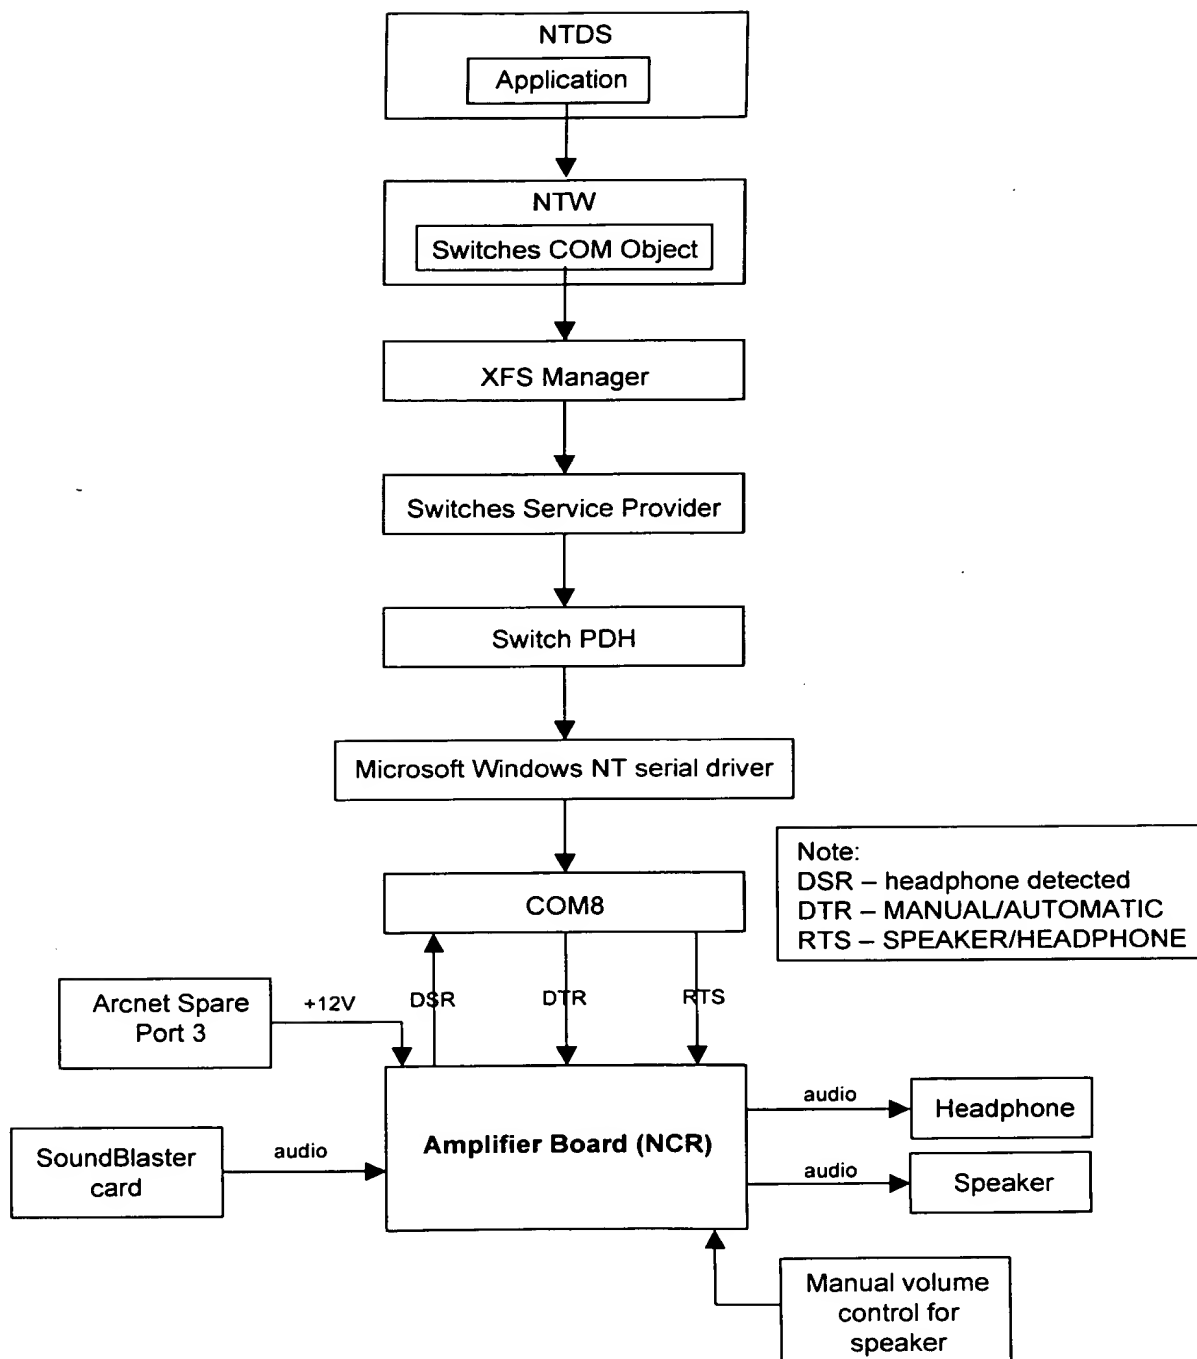 NTDS
Application
NTW
Switches COM Object
XFS Manager
Switches Service Provider
Switch PDH
Microsoft Windows NT serial driver
COM8
Note:
DSR – headphone detected
DTR – MANUAL/AUTOMATIC
RTS – SPEAKER/HEADPHONE
Arcnet Spare
Port 3
+12V
DSR
DTR
RTS
SoundBlaster
card
audio
Amplifier Board (NCR)
audio
Headphone
audio
Speaker
Manual volume
control for
speaker